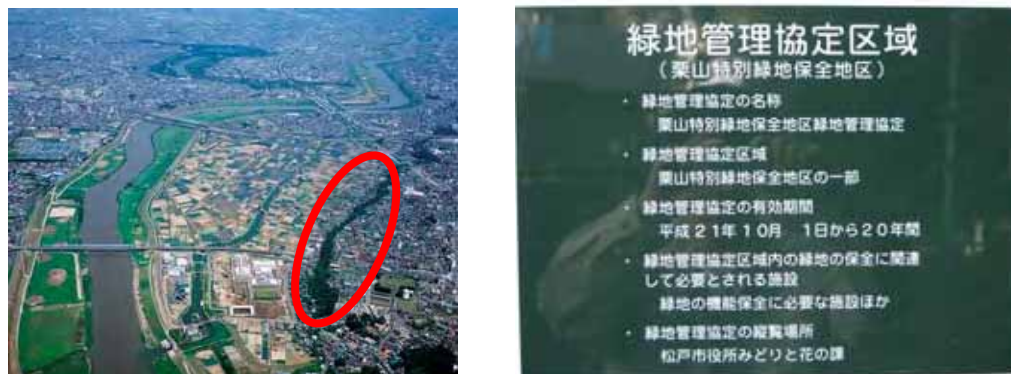 緑地管理協定区域
(栗山特別緑地保全地区)
・ 緑地管理協定の名称
栗山特別緑地保全地区緑地管理協定
・ 緑地管理協定区域
栗山特別緑地保全地区の一部
・ 緑地管理協定の有効期間
平成21年10月 1日から20年間
・ 緑地管理協定区域内の緑地の保全に関連
して必要とされる施設
緑地の機能保全に必要な施設ほか
・ 緑地管理協定の縦覧場所
松戸市役所みどりと花の課